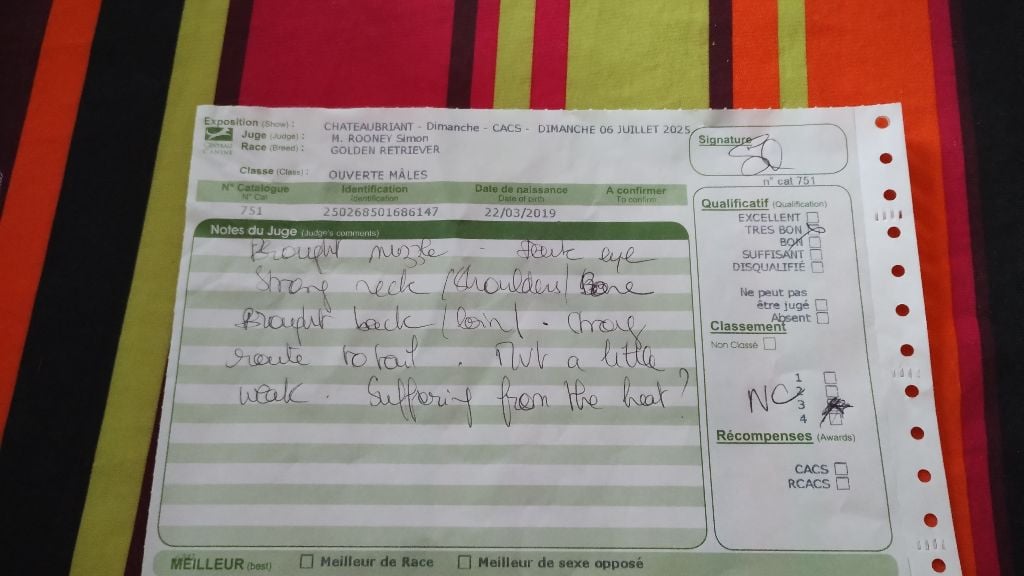 Exposition (Show) : CHATEAUBRIANT - Dimanche - CACS - DIMANCHE 06 JUILLET 2025
Juge (Judge) : M. ROONEY Simon
Race (Breed) : GOLDEN RETRIEVER
Classe (Class) : OUVERTE MÂLES
Signature
n° cat 751
N° Catalogue Identification Date de naissance A confirmer
N° Cat Identification Date of birth To confirm
751 250268501686147 22/03/2019
Notes du Juge (Judge's comments)
Brought muzzle - eye
Strong neck / Shoulders / Bone
Brought back / loin / . Strong
route to tail . Mvt a little
weak . Suffering from the heat ?
Qualificatif (Qualification)
EXCELLENT
TRES BON
BON
SUFFISANT
DISQUALIFIÉ
Ne peut pas
être jugé
Absent
Classement
Non Classé
NC
1
2
3
4
Récompenses (Awards)
CACS
RCACS
MEILLEUR (best) Meilleur de Race Meilleur de sexe opposé